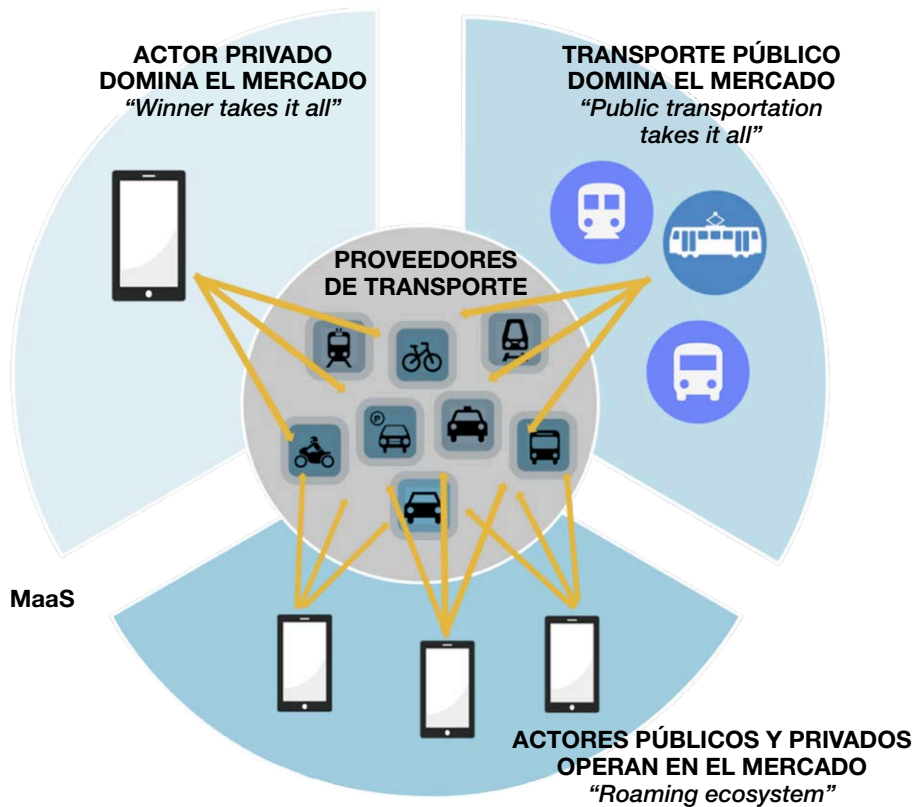 ACTOR PRIVADO
DOMINA EL MERCADO
“Winner takes it all”
TRANSPORTE PÚBLICO
DOMINA EL MERCADO
“Public transportation
takes it all”
PROVEEDORES
DE TRANSPORTE
P
MaaS
ACTORES PÚBLICOS Y PRIVADOS
OPERAN EN EL MERCADO
“Roaming ecosystem”